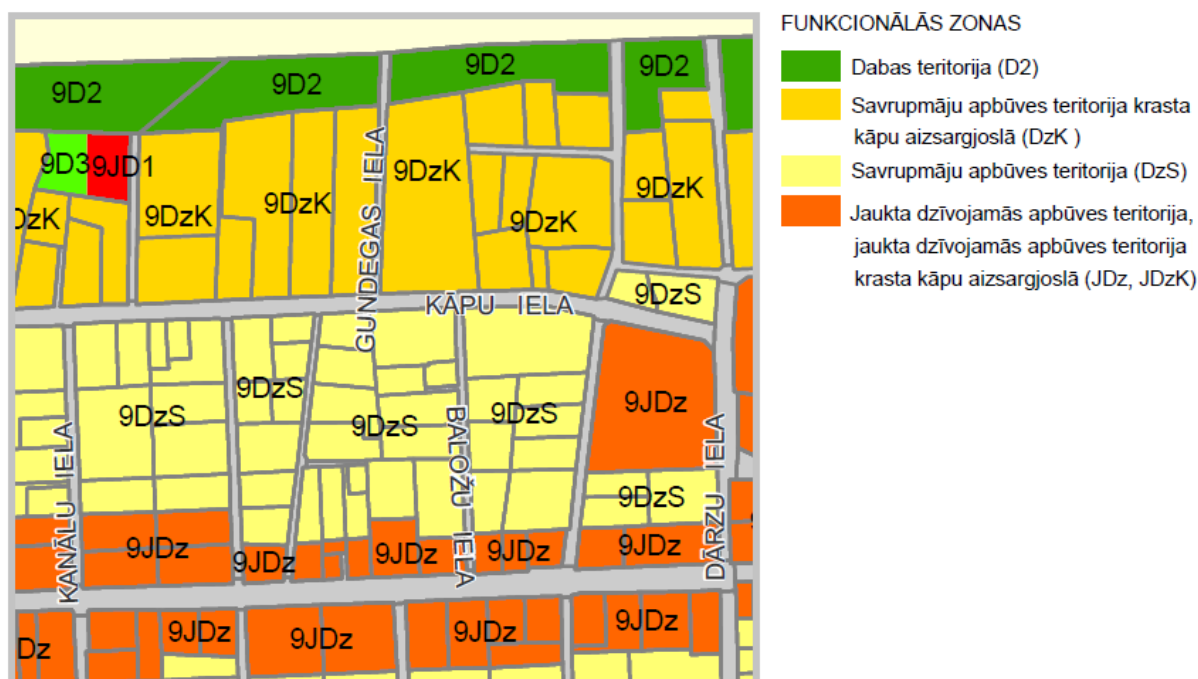 FUNKCIONĀLĀS ZONAS
Dabas teritorija (D2)
Savrupmāju apbūves teritorija krasta
kāpu aizsargjoslā (DzK )
Savrupmāju apbūves teritorija (DzS)
Jaukta dzīvojamās apbūves teritorija,
jaukta dzīvojamās apbūves teritorija
krasta kāpu aizsargjoslā (JDz, JDzK)
9D2
9D2
9D2
9D2
9D3
9JD1
DzK
9DzK
9DzK
9DzK
9DzK
9DzK
GUNDEGAS IELA
KĀPU IELA
9DzS
9DzS
9DzS
9DzS
9DzS
9JDz
KANĀLU IELA
BALOŽU IELA
DĀRZU IELA
9DzS
9JDz
9JDz
9JDz
9JDz
9JDz
Dz
9JDz
9JDz
9JDz
9JDz